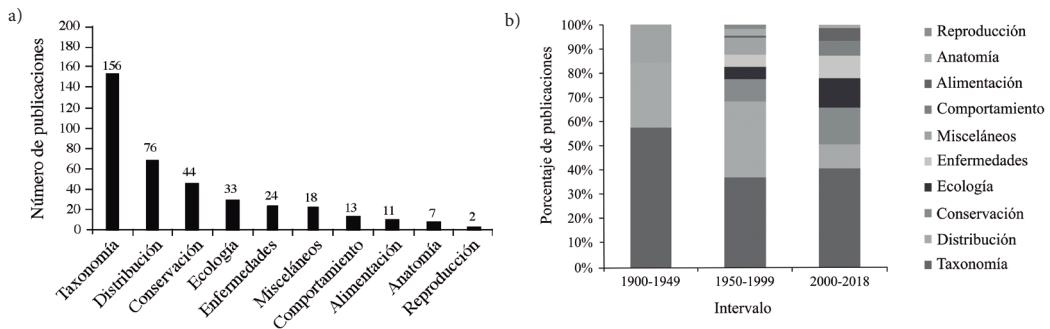 a)
Número de publicaciones
200
180
160
140
120
100
80
60
40
20
0
156
76
44
33
24
18
13
11
7
2
Taxonomía
Distribución
Conservación
Ecología
Enfermedades
Misceláneos
Comportamiento
Alimentación
Anatomía
Reproducción
b)
Porcentaje de publicaciones
100%
90%
80%
70%
60%
50%
40%
30%
20%
10%
0%
1900-1949
1950-1999
2000-2018
Intervalo
Reproducción
Anatomía
Alimentación
Comportamiento
Misceláneos
Enfermedades
Ecología
Conservación
Distribución
Taxonomía